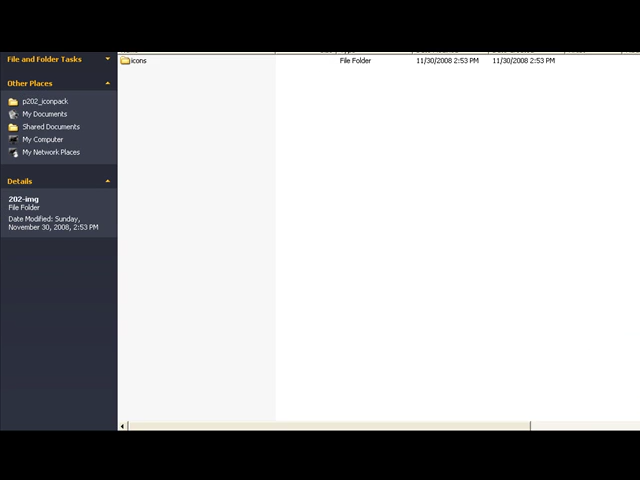 File and Folder Tasks
icons File Folder 11/30/2008 2:53 PM 11/30/2008 2:53 PM
Other Places
p202_iconpack
My Documents
Shared Documents
My Computer
My Network Places
Details
202-img
File Folder
Date Modified: Sunday,
November 30, 2008, 2:53 PM